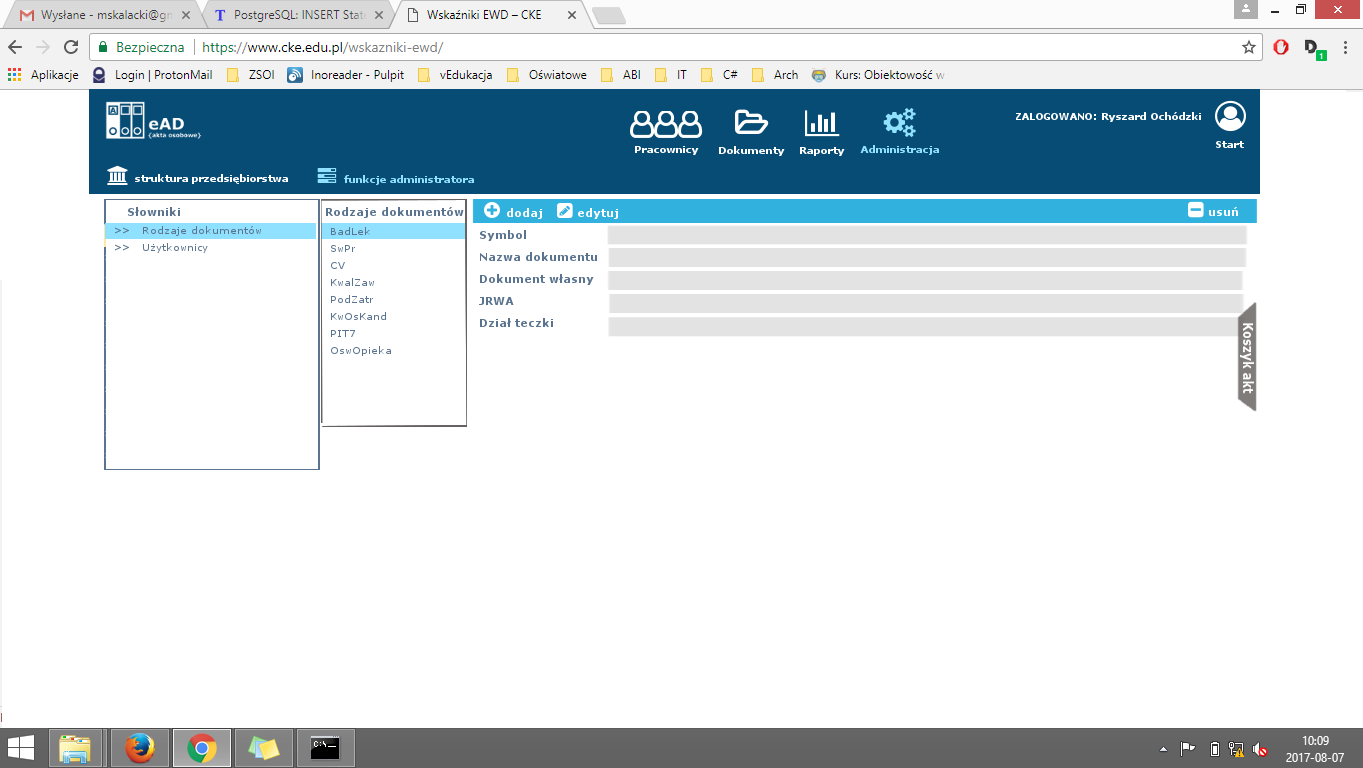 Wysłane - mskalacki@gm
PostgreSQL: INSERT Stat
Wskaźniki EWD – CKE
Bezpieczna
https://www.cke.edu.pl/wskazniki-ewd/
Aplikacje
Login | ProtonMail
ZSOI
Inoreader - Pulpit
vEdukacja
Oświatowe
ABI
IT
C#
Arch
Kurs: Obiektowość w
eAD
{akta osobowe}
Pracownicy
Dokumenty
Raporty
Administracja
ZALOGOWANO: Ryszard Ochódzki
Start
struktura przedsiębiorstwa
funkcje administratora
Słowniki
>> Rodzaje dokumentów
>> Użytkownicy
Rodzaje dokumentów
BadLek
SwPr
CV
KwalZaw
PodZatr
KwOsKand
PIT7
OswOpieka
dodaj
edytuj
usuń
Symbol
Nazwa dokumentu
Dokument własny
JRWA
Dział teczki
Koszyk akt
10:09
2017-08-07